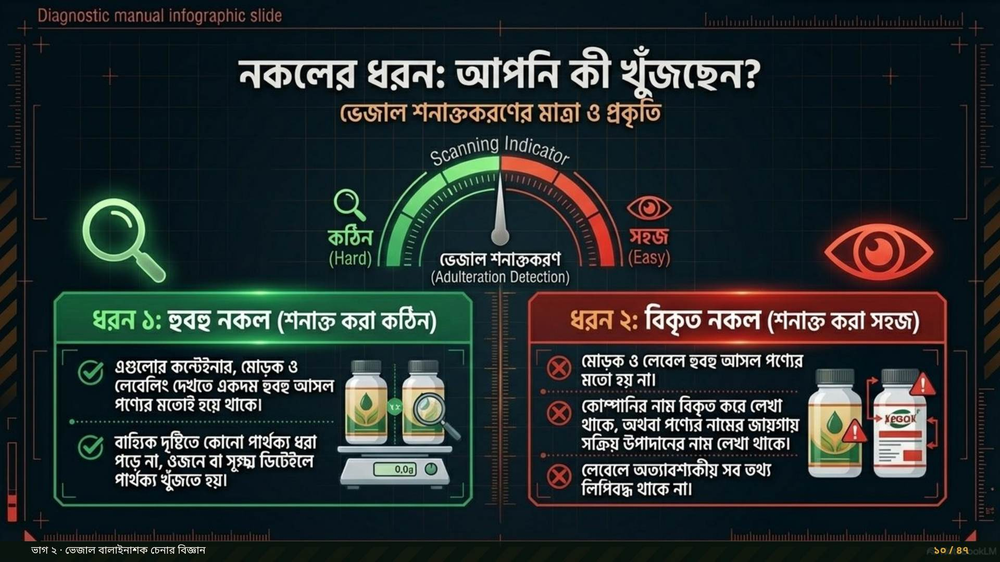 Diagnostic manual infographic slide
নকলের ধরন: আপনি কী খুঁজছেন?
ভেজাল শনাক্তকরণের মাত্রা ও প্রকৃতি
Scanning Indicator
কঠিন
(Hard)
সহজ
(Easy)
ভেজাল শনাক্তকরণ
(Adulteration Detection)
ধরন ১: হুবহু নকল (শনাক্ত করা কঠিন)
এগুলোর কন্টেইনার, মোড়ক ও
লেবেলিং দেখতে একদম হুবহু আসল
পণ্যের মতোই হয়ে থাকে।
বাহ্যিক দৃষ্টিতে কোনো পার্থক্য ধরা
পড়ে না, ওজনে বা সূক্ষ্ম ডিটেইলে
পার্থক্য খুঁজতে হয়।
0,0g
ধরন ২: বিকৃত নকল (শনাক্ত করা সহজ)
মোড়ক ও লেবেল হুবহু আসল পণ্যের
মতো হয় না।
কোম্পানির নাম বিকৃত করে লেখা
থাকে, অথবা পণ্যের নামের জায়গায়
সক্রিয় উপাদানের নাম লেখা থাকে।
লেবেলে অত্যাবশ্যকীয় সব তথ্য
লিপিবদ্ধ থাকে না।
ভাগ ২ · ভেজাল বালাইনাশক চেনার বিজ্ঞান
১০ / ৪৭